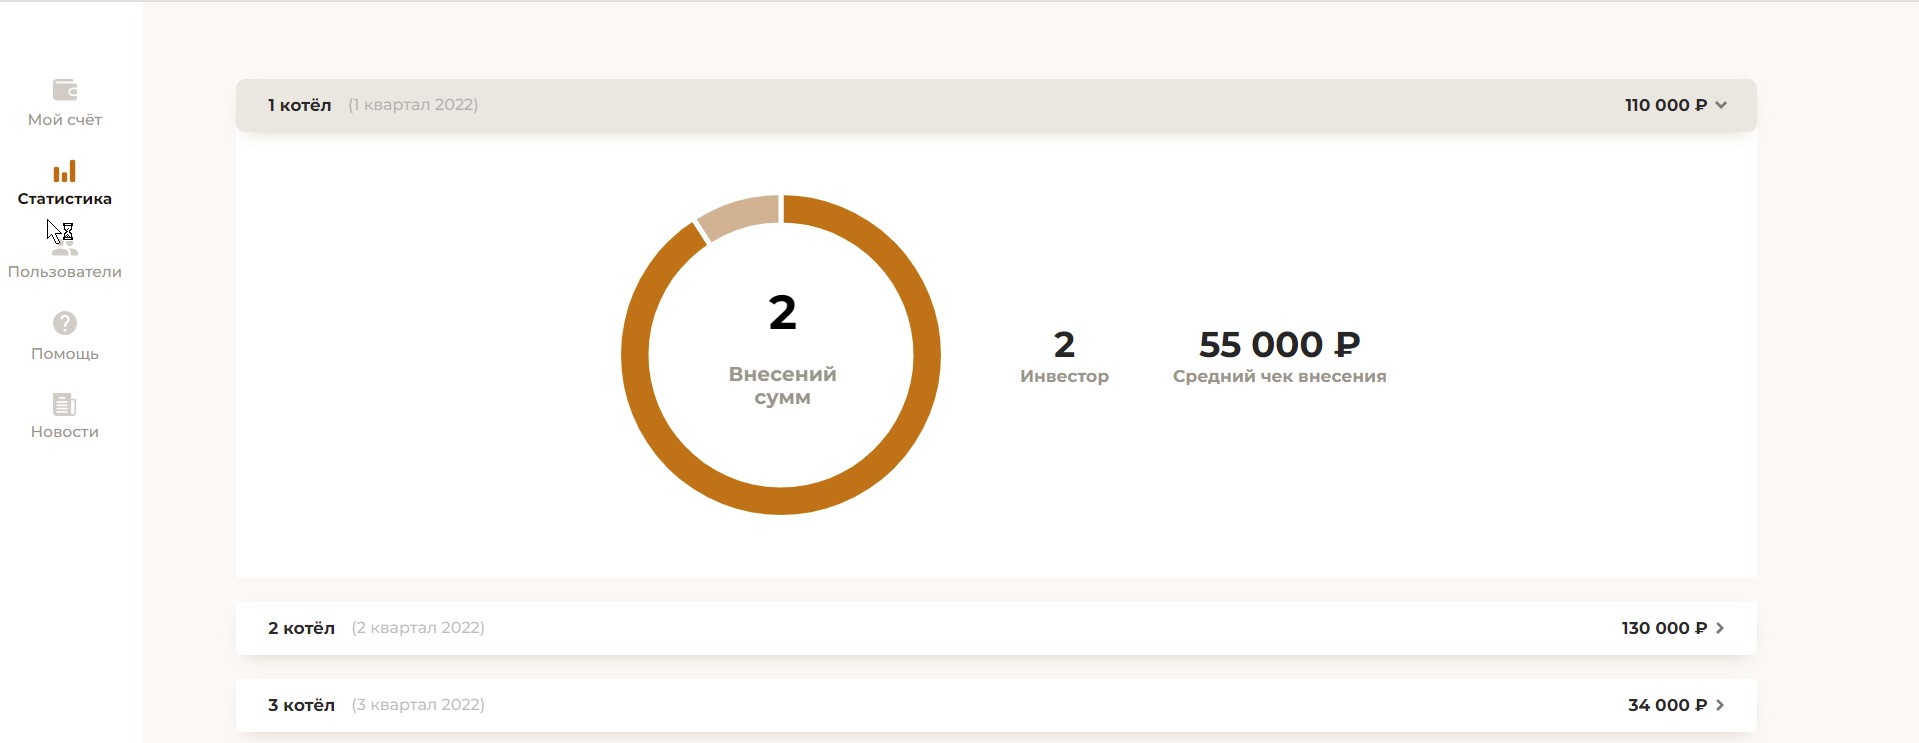 Мой счёт
Статистика
Пользователи
Помощь
Новости
1 котёл (1 квартал 2022) 110 000 ₽
2
Внесений
сумм
2
Инвестор
55 000 ₽
Средний чек внесения
2 котёл (2 квартал 2022) 130 000 ₽
3 котёл (3 квартал 2022) 34 000 ₽